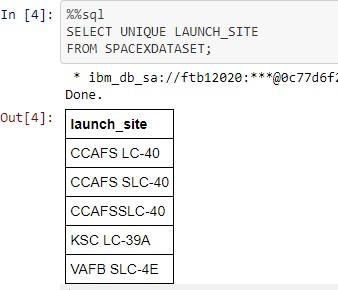 In [4]: %%sql
SELECT UNIQUE LAUNCH_SITE
FROM SPACEXDATASET;
* ibm_db_sa://ftb12020:***@0c77d6f2
Done.
Out[4]: launch_site
CCAFS LC-40
CCAFS SLC-40
CCAFSSLC-40
KSC LC-39A
VAFB SLC-4E